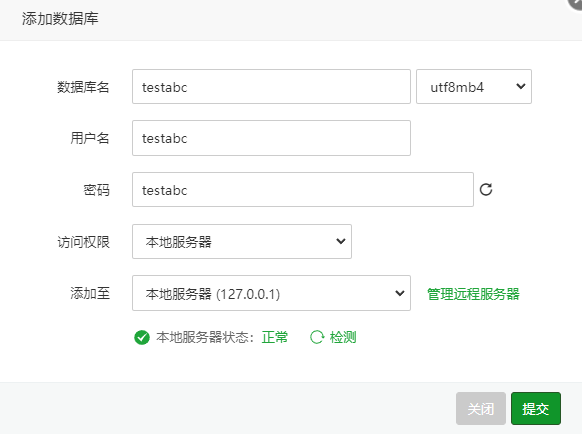 添加数据库
数据库名 testabc utf8mb4
用户名 testabc
密码 testabc
访问权限 本地服务器
添加至 本地服务器 (127.0.0.1) 管理远程服务器
本地服务器状态：正常 检测
关闭 提交